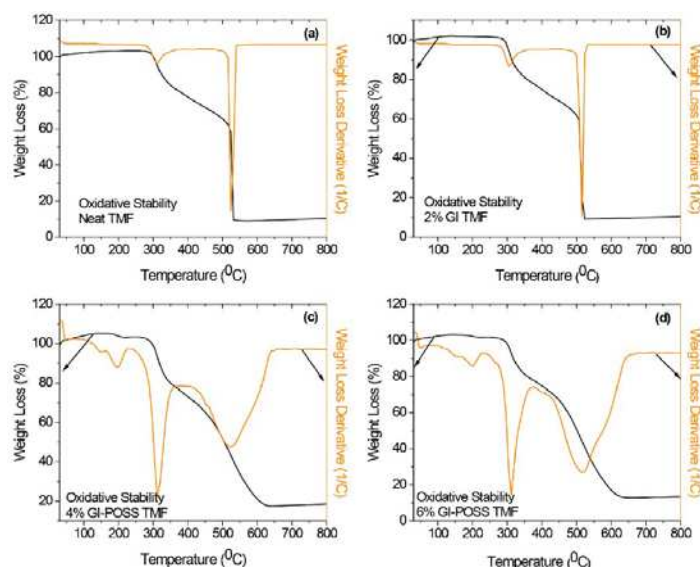 (a)
120
100
80
60
40
20
0
Weight Loss (%)
Weight Loss Derivative (1/C)
Oxidative Stability
Neat TMF
100 200 300 400 500 600 700 800
Temperature (⁰C)
(b)
120
100
80
60
40
20
0
Weight Loss (%)
Weight Loss Derivative (1/C)
Oxidative Stability
2% GI TMF
100 200 300 400 500 600 700 800
Temperature (⁰C)
(c)
120
100
80
60
40
20
Weight Loss (%)
Weight Loss Derivative (1/C)
Oxidative Stability
4% GI-POSS TMF
100 200 300 400 500 600 700 800
Temperature (⁰C)
(d)
120
100
80
60
40
20
0
Weight Loss (%)
Weight Loss Derivative (1/C)
Oxidative Stability
6% GI-POSS TMF
100 200 300 400 500 600 700 800
Temperature (⁰C)